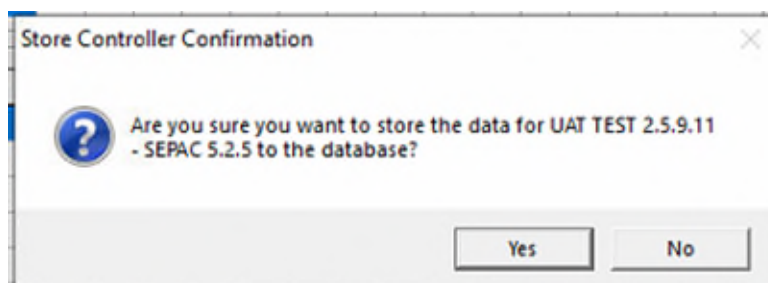 Store Controller Confirmation
Are you sure you want to store the data for UAT TEST 2.5.9.11
- SEPAC 5.2.5 to the database?
Yes No